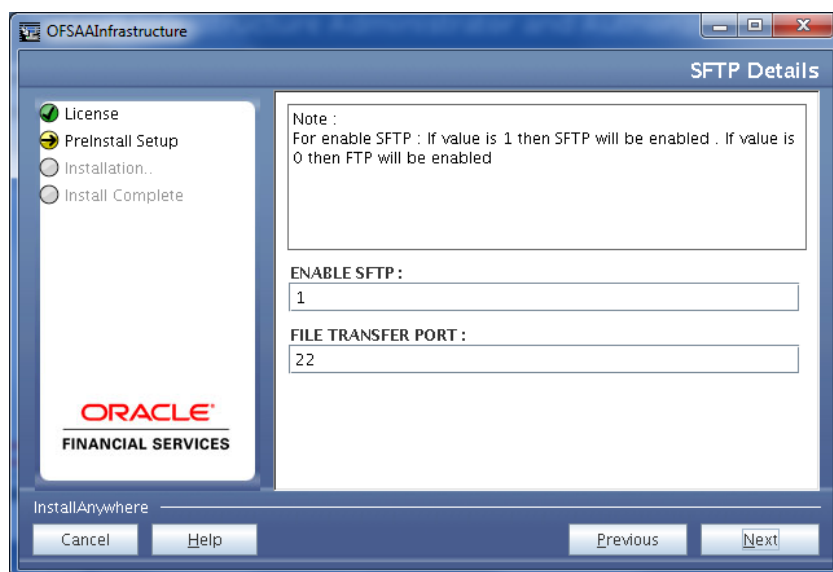 OFSAAInfrastructure
SFTP Details
License
PreInstall Setup
Installation..
Install Complete
Note :
For enable SFTP : If value is 1 then SFTP will be enabled . If value is
0 then FTP will be enabled
ENABLE SFTP :
1
FILE TRANSFER PORT :
22
ORACLE
FINANCIAL SERVICES
InstallAnywhere
Cancel
Help
Previous
Next